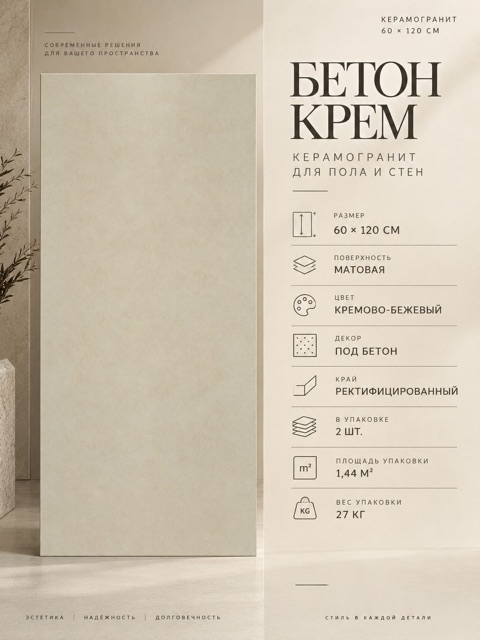 КЕРАМОГРАНИТ
60 × 120 СМ
СОВРЕМЕННЫЕ РЕШЕНИЯ
ДЛЯ ВАШЕГО ПРОСТРАНСТВА
БЕТОН
КРЕМ
КЕРАМОГРАНИТ
ДЛЯ ПОЛА И СТЕН
РАЗМЕР
60 × 120 СМ
ПОВЕРХНОСТЬ
МАТОВАЯ
ЦВЕТ
КРЕМОВО-БЕЖЕВЫЙ
ДЕКОР
ПОД БЕТОН
КРАЙ
РЕКТИФИЦИРОВАННЫЙ
В УПАКОВКЕ
2 ШТ.
m²
ПЛОЩАДЬ УПАКОВКИ
1,44 М²
KG
ВЕС УПАКОВКИ
27 КГ
ЭСТЕТИКА | НАДЁЖНОСТЬ | ДОЛГОВЕЧНОСТЬ
СТИЛЬ В КАЖДОЙ ДЕТАЛИ